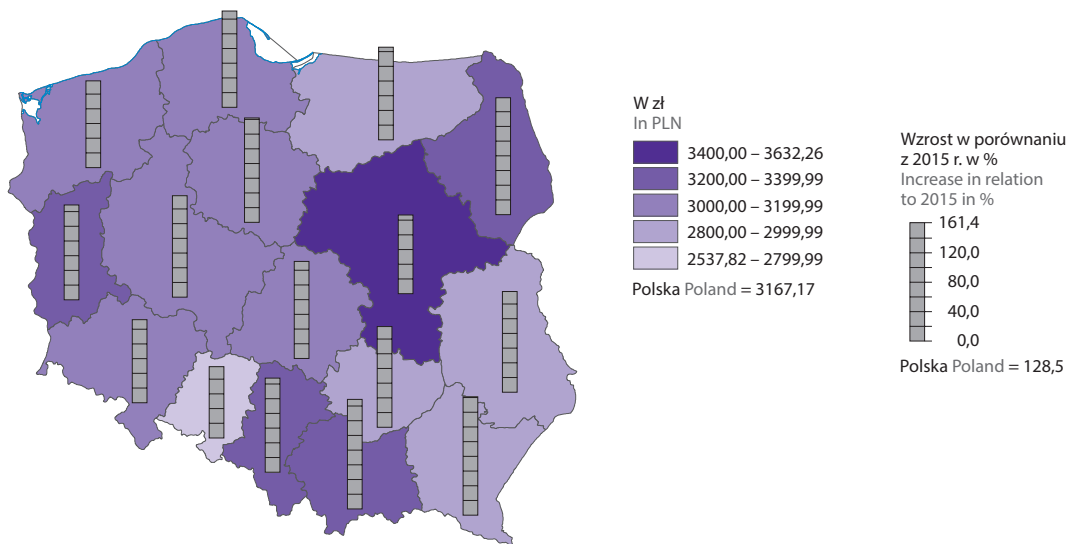 W zł
In PLN
3400,00 – 3632,26
3200,00 – 3399,99
3000,00 – 3199,99
2800,00 – 2999,99
2537,82 – 2799,99
Polska Poland = 3167,17
Wzrost w porównaniu
z 2015 r. w %
Increase in relation
to 2015 in %
161,4
120,0
80,0
40,0
0,0
Polska Poland = 128,5